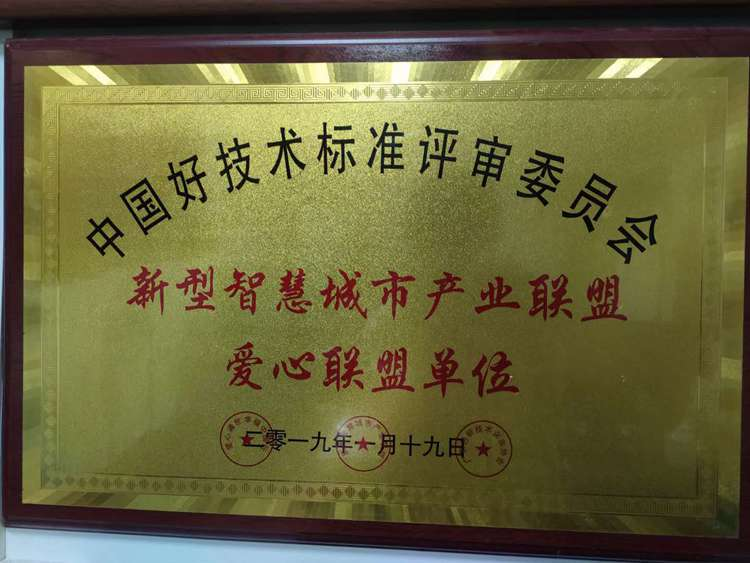 中国好技术标准评审委员会
新型智慧城市产业联盟
爱心联盟单位
二零一九年一月十九日